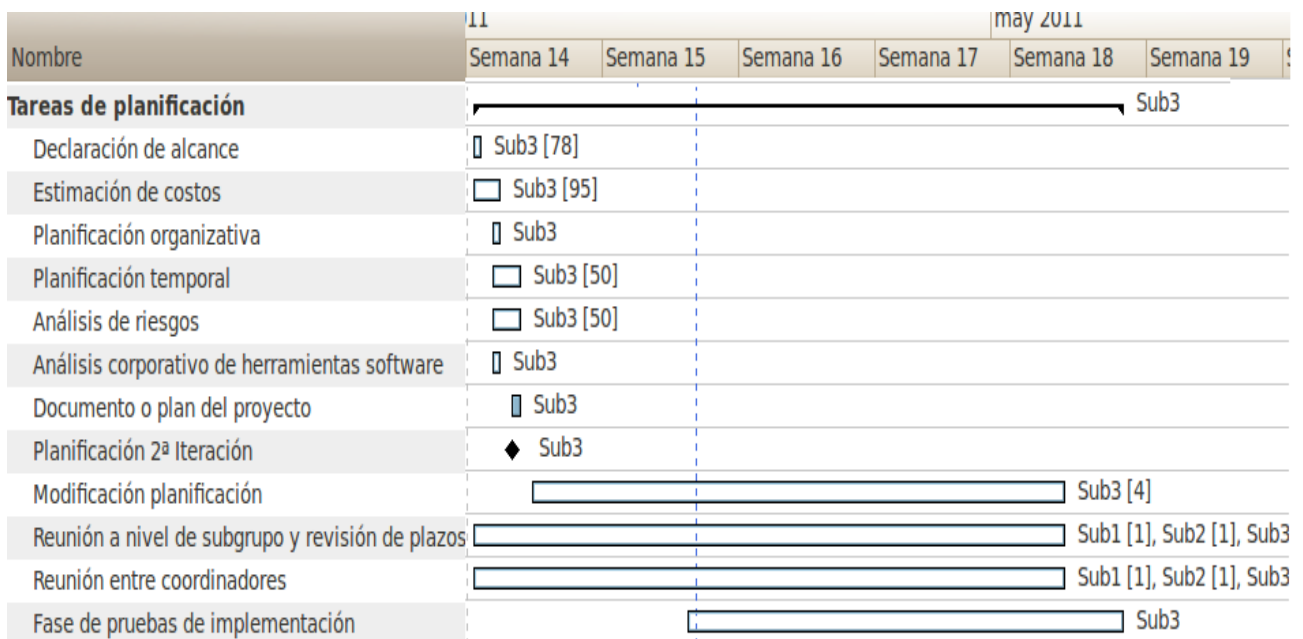 011 may 2011
Nombre Semana 14 Semana 15 Semana 16 Semana 17 Semana 18 Semana 19
Tareas de planificación Sub3
Declaración de alcance Sub3 [78]
Estimación de costos Sub3 [95]
Planificación organizativa Sub3
Planificación temporal Sub3 [50]
Análisis de riesgos Sub3 [50]
Análisis corporativo de herramientas software Sub3
Documento o plan del proyecto Sub3
Planificación 2ª Iteración Sub3
Modificación planificación Sub3 [4]
Reunión a nivel de subgrupo y revisión de plazos Sub1 [1], Sub2 [1], Sub3
Reunión entre coordinadores Sub1 [1], Sub2 [1], Sub3
Fase de pruebas de implementación Sub3